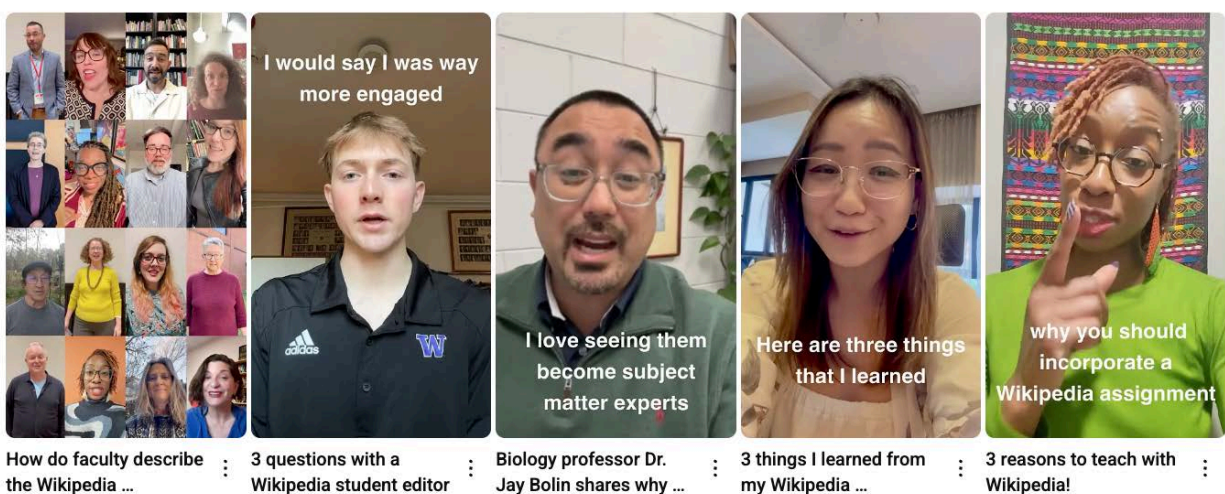 I would say I was way
more engaged
adidas
W
I love seeing them
become subject
matter experts
Here are three things
that I learned
why you should
incorporate a
Wikipedia assignment
How do faculty describe
the Wikipedia ...
3 questions with a
Wikipedia student editor
Biology professor Dr.
Jay Bolin shares why ...
3 things I learned from
my Wikipedia ...
3 reasons to teach with
Wikipedia!